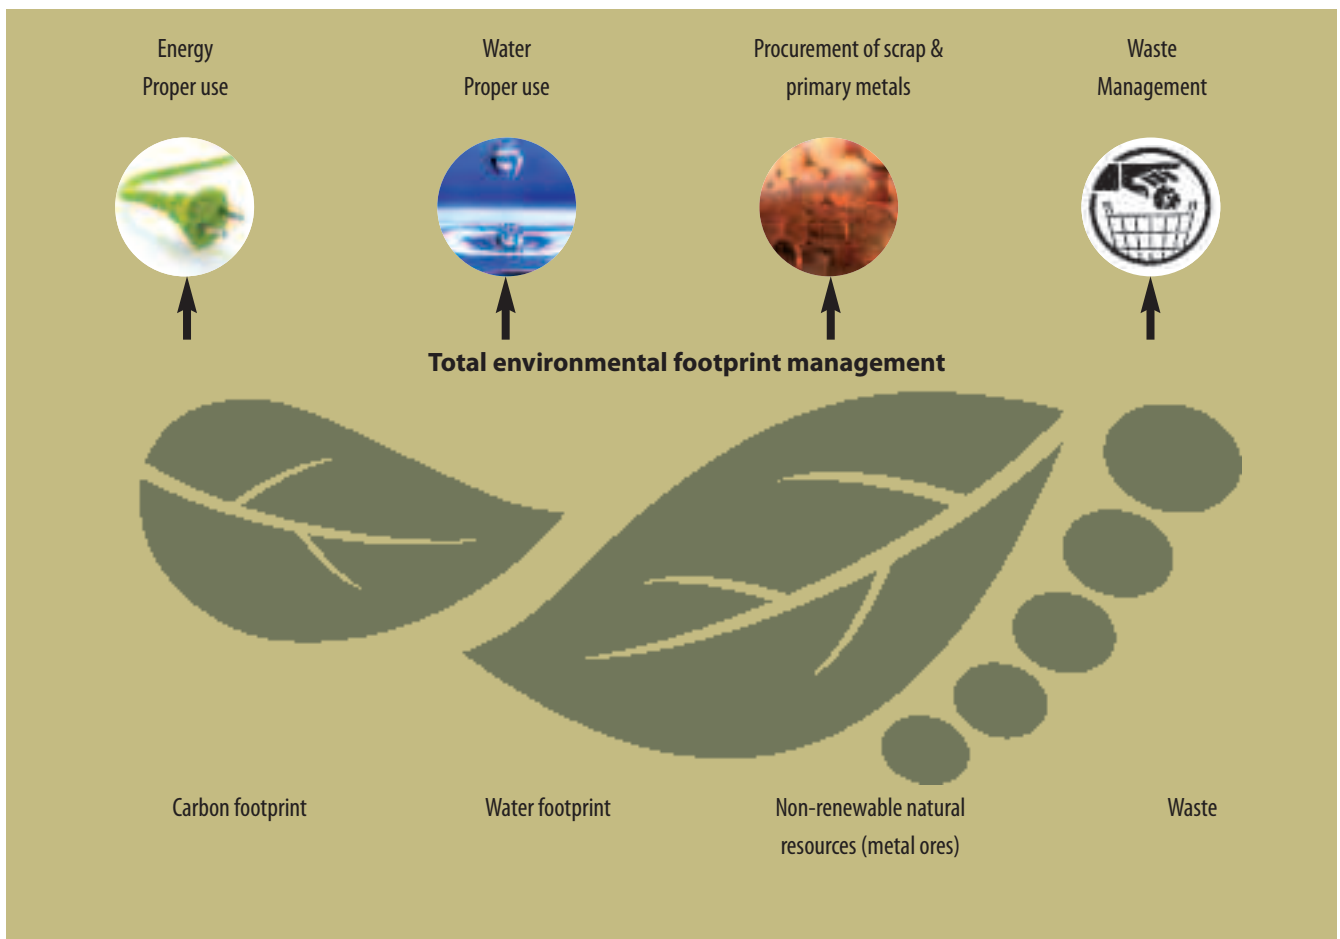 Energy
Proper use
Water
Proper use
Procurement of scrap &
primary metals
Waste
Management
Total environmental footprint management
Carbon footprint
Water footprint
Non-renewable natural
resources (metal ores)
Waste